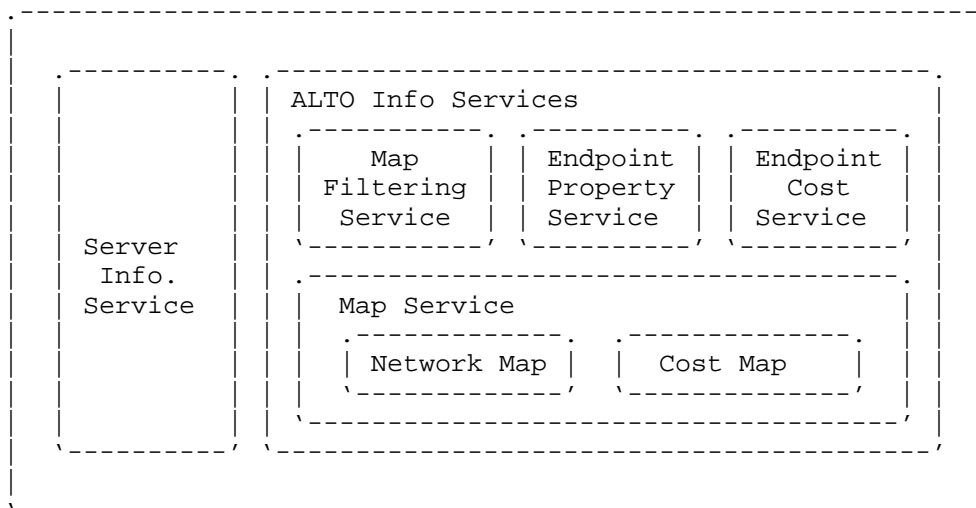 ALTO Info Services
Map
Filtering
Service
Endpoint
Property
Service
Endpoint
Cost
Service
Server
Info.
Service
Map Service
Network Map
Cost Map